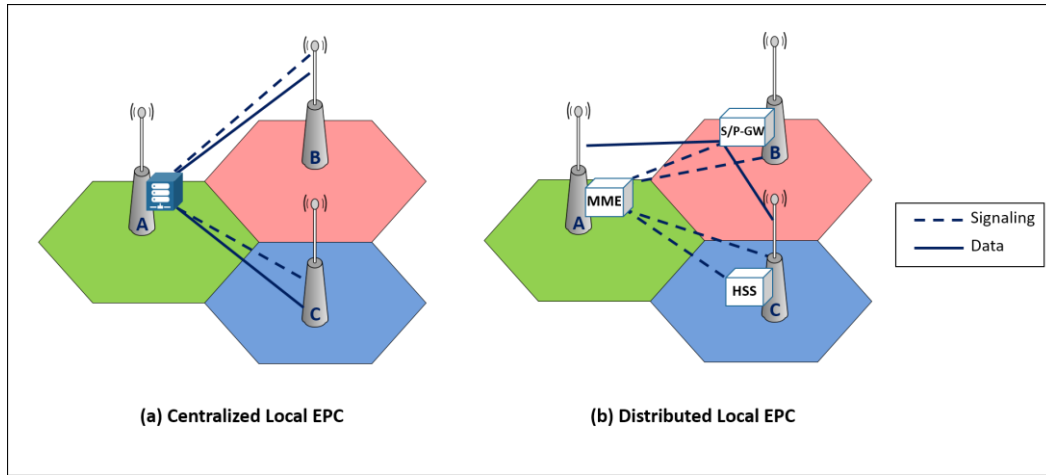 B
A
C
(a) Centralized Local EPC
S/P-GW
B
MME
A
HSS
C
(b) Distributed Local EPC
Signaling
Data